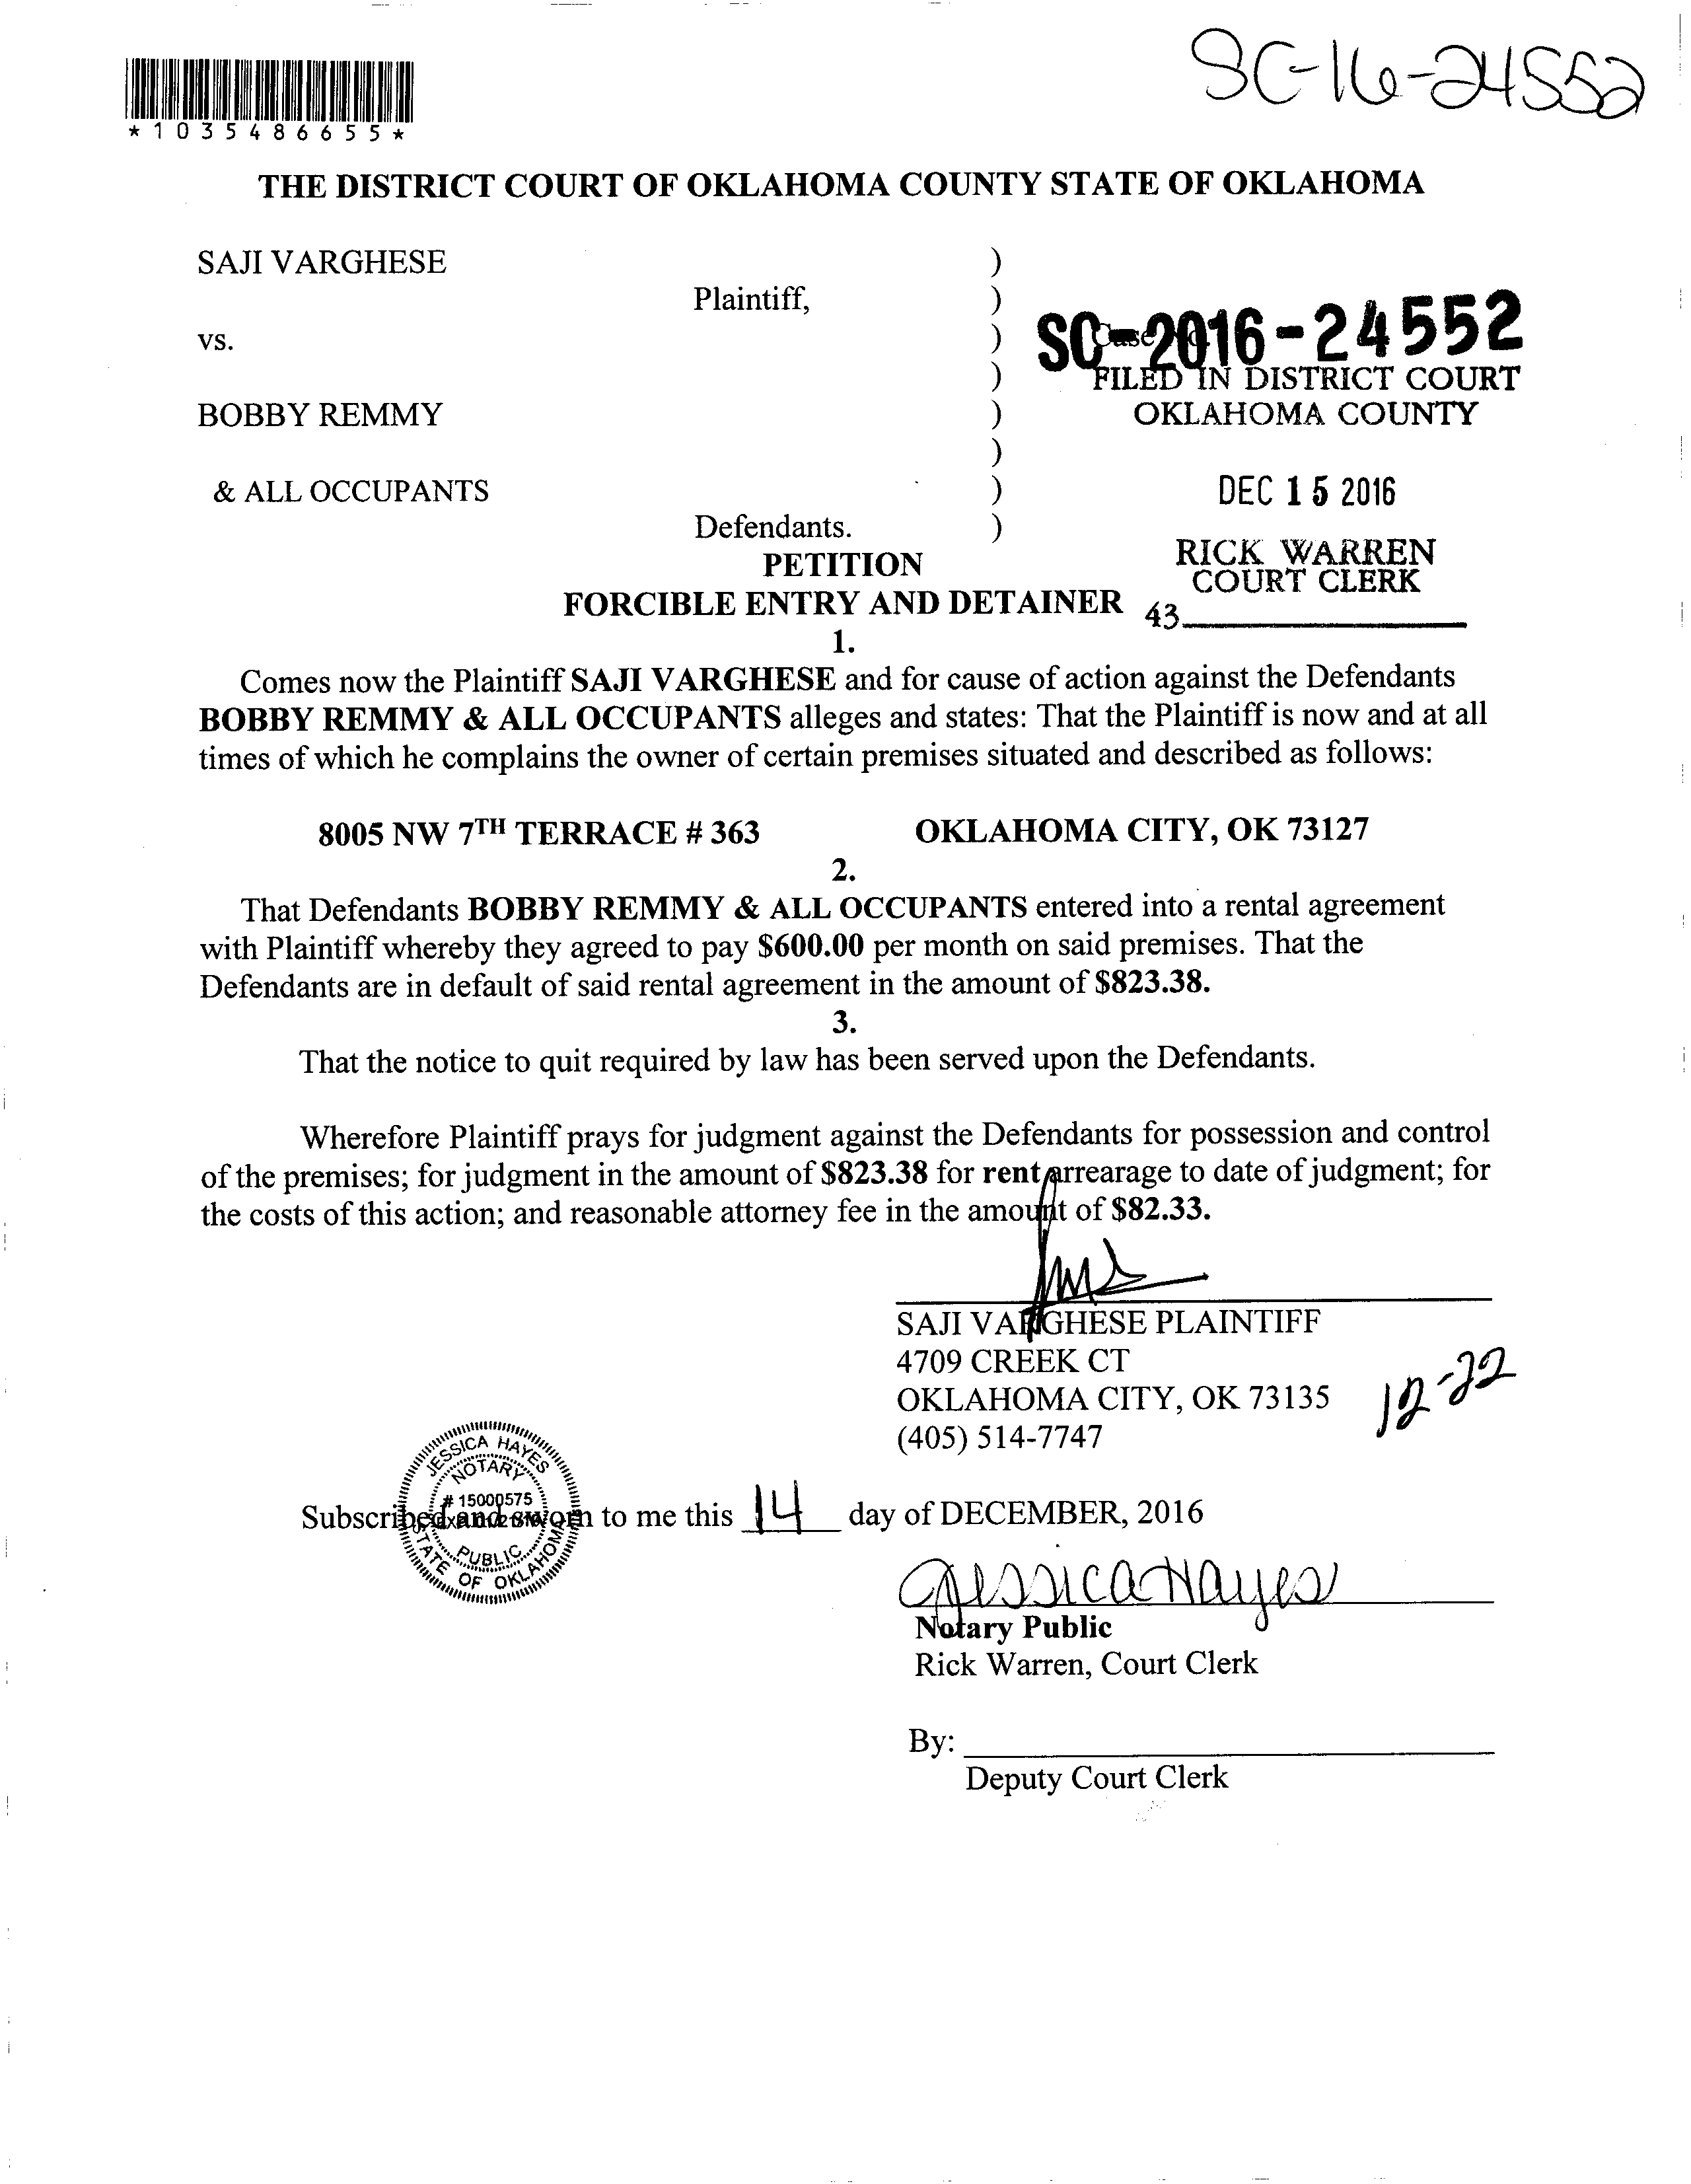 SC-16-24552
*1035486655*
THE DISTRICT COURT OF OKLAHOMA COUNTY STATE OF OKLAHOMA
SAJI VARGHESE )
Plaintiff, )
vs. )
SC-2016-24552
)
FILED IN DISTRICT COURT
BOBBY REMMY )
OKLAHOMA COUNTY
)
& ALL OCCUPANTS )
DEC 15 2016
Defendants. )
RICK WARREN
COURT CLERK
43
PETITION
FORCIBLE ENTRY AND DETAINER
1.
Comes now the Plaintiff SAJI VARGHESE and for cause of action against the Defendants
BOBBY REMMY & ALL OCCUPANTS alleges and states: That the Plaintiff is now and at all
times of which he complains the owner of certain premises situated and described as follows:
8005 NW 7TH TERRACE # 363 OKLAHOMA CITY, OK 73127
2.
That Defendants BOBBY REMMY & ALL OCCUPANTS entered into a rental agreement
with Plaintiff whereby they agreed to pay $600.00 per month on said premises. That the
Defendants are in default of said rental agreement in the amount of $823.38.
3.
That the notice to quit required by law has been served upon the Defendants.
Wherefore Plaintiff prays for judgment against the Defendants for possession and control
of the premises; for judgment in the amount of $823.38 for rent arrearage to date of judgment; for
the costs of this action; and reasonable attorney fee in the amount of $82.33.
SAJI VARGHESE PLAINTIFF
4709 CREEK CT
OKLAHOMA CITY, OK 73135
(405) 514-7747
12-22
JESSICA HAYES
NOTARY
# 15000575
PUBLIC
STATE OF OKLAHOMA
Subscribed and sworn to me this 14 day of DECEMBER, 2016
Jessica Hayes
Notary Public
Rick Warren, Court Clerk
By:
Deputy Court Clerk